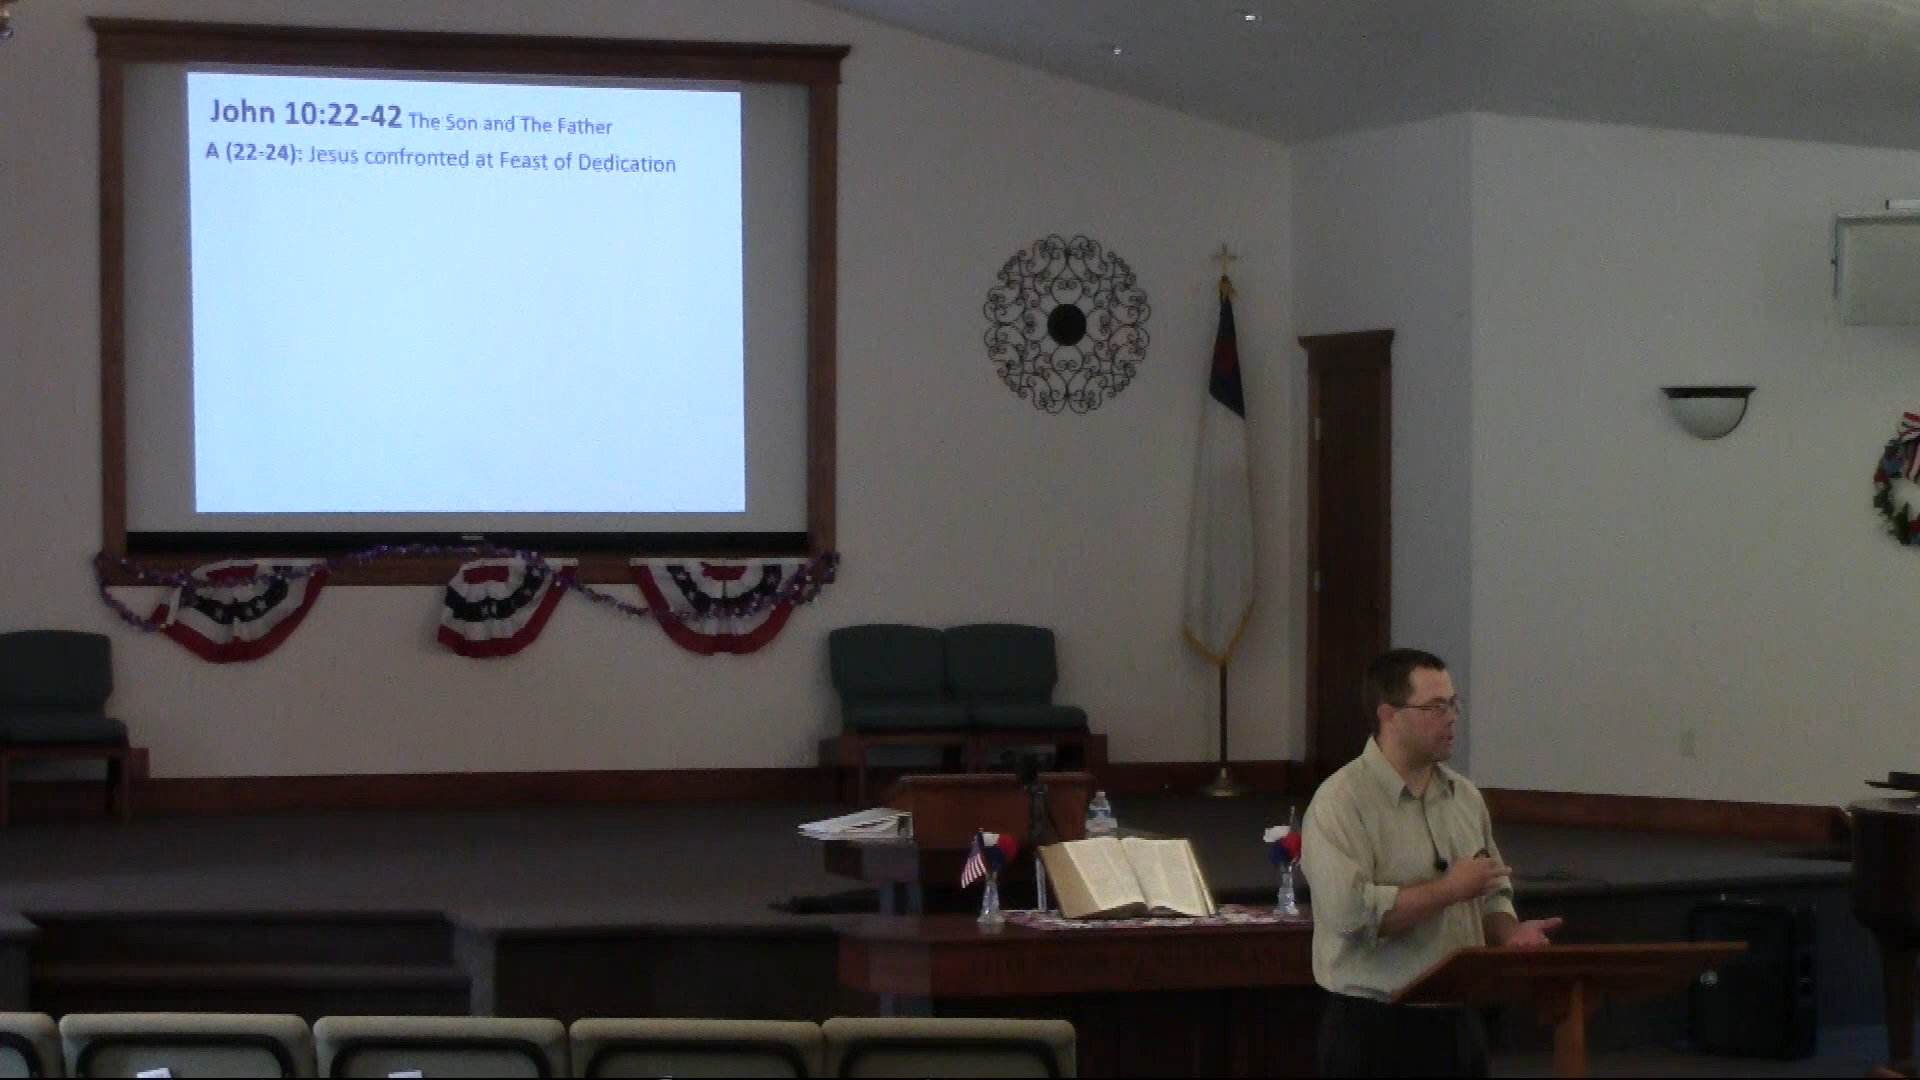 John 10:22-42 The Son and The Father
A (22-24): Jesus confronted at Feast of Dedication